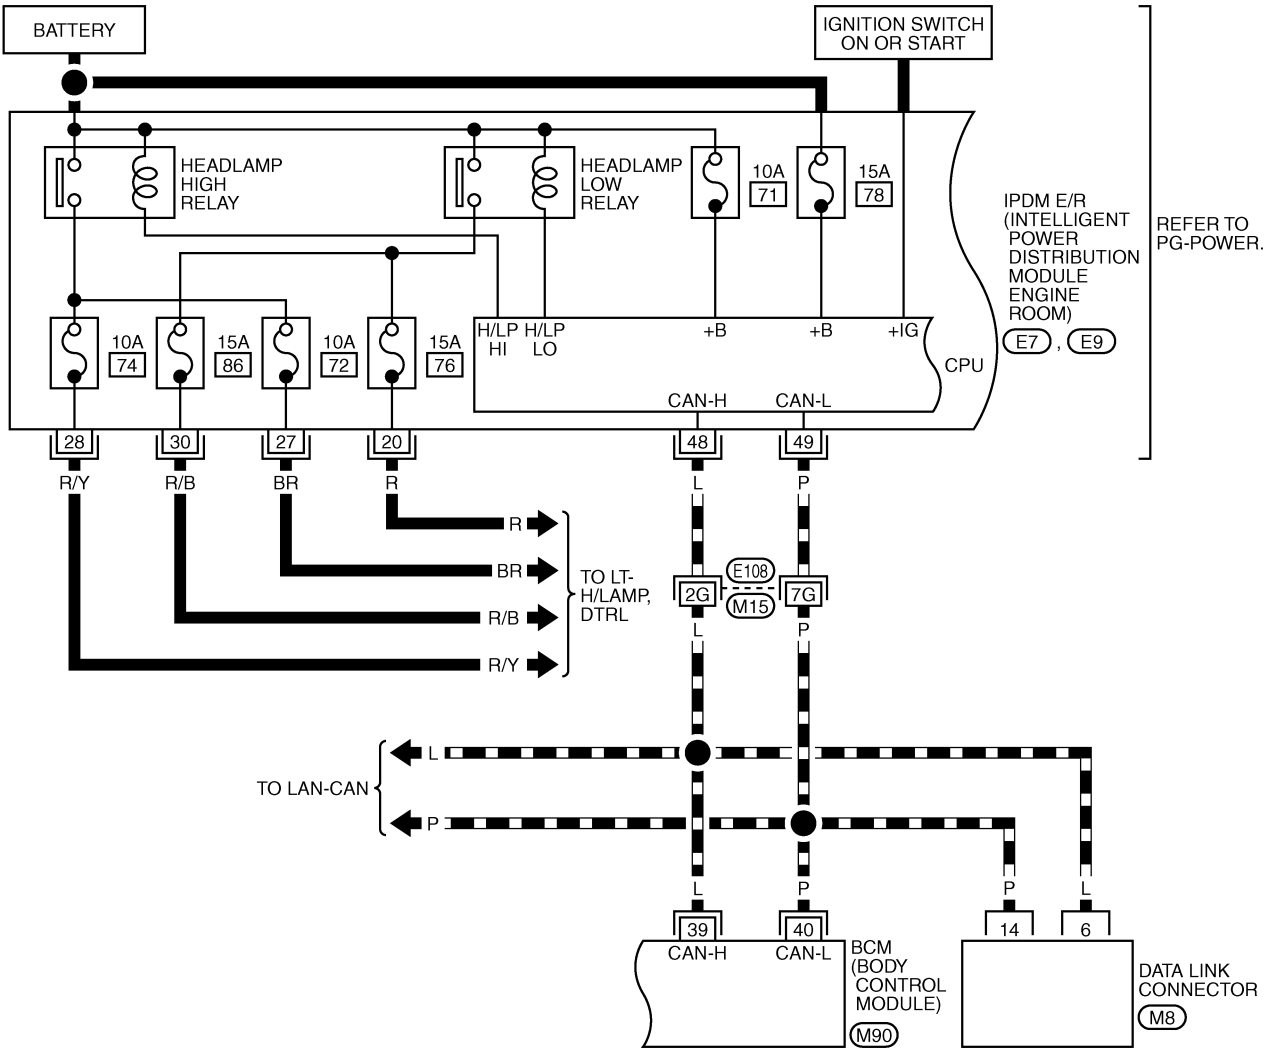 BATTERY
IGNITION SWITCH
ON OR START
HEADLAMP
HIGH
RELAY
HEADLAMP
LOW
RELAY
10A
71
15A
78
IPDM E/R
(INTELLIGENT
POWER
DISTRIBUTION
MODULE
ENGINE
ROOM)
E7 , E9
REFER TO
PG-POWER.
10A
74
15A
86
10A
72
15A
76
H/LP
HI
H/LP
LO
+B
+B
+IG
CPU
CAN-H
CAN-L
28
30
27
20
48
49
R/Y
R/B
BR
R
L
P
R
BR
R/B
R/Y
TO LT-
H/LAMP,
DTRL
2G
E108
M15
7G
L
P
TO LAN-CAN
L
P
L
P
P
L
39
40
14
6
CAN-H
CAN-L
BCM
(BODY
CONTROL
MODULE)
M90
DATA LINK
CONNECTOR
M8